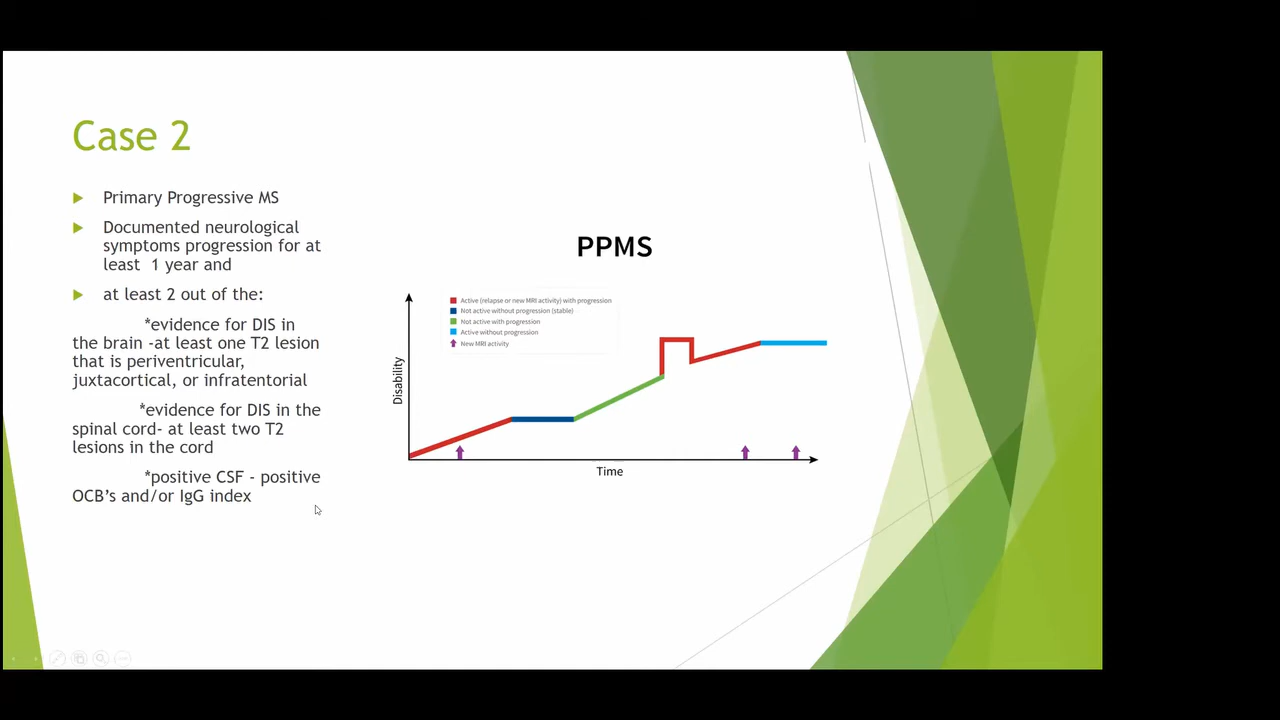 Case 2
Primary Progressive MS
Documented neurological
symptoms progression for at
least 1 year and
at least 2 out of the:
*evidence for DIS in
the brain -at least one T2 lesion
that is periventricular,
juxtacortical, or infratentorial
*evidence for DIS in the
spinal cord- at least two T2
lesions in the cord
*positive CSF - positive
OCB's and/or IgG index
PPMS
Active (relapse or new MRI activity) with progression
Not active without progression (stable)
Not active with progression
Active without progression
New MRI activity
Disability
Time